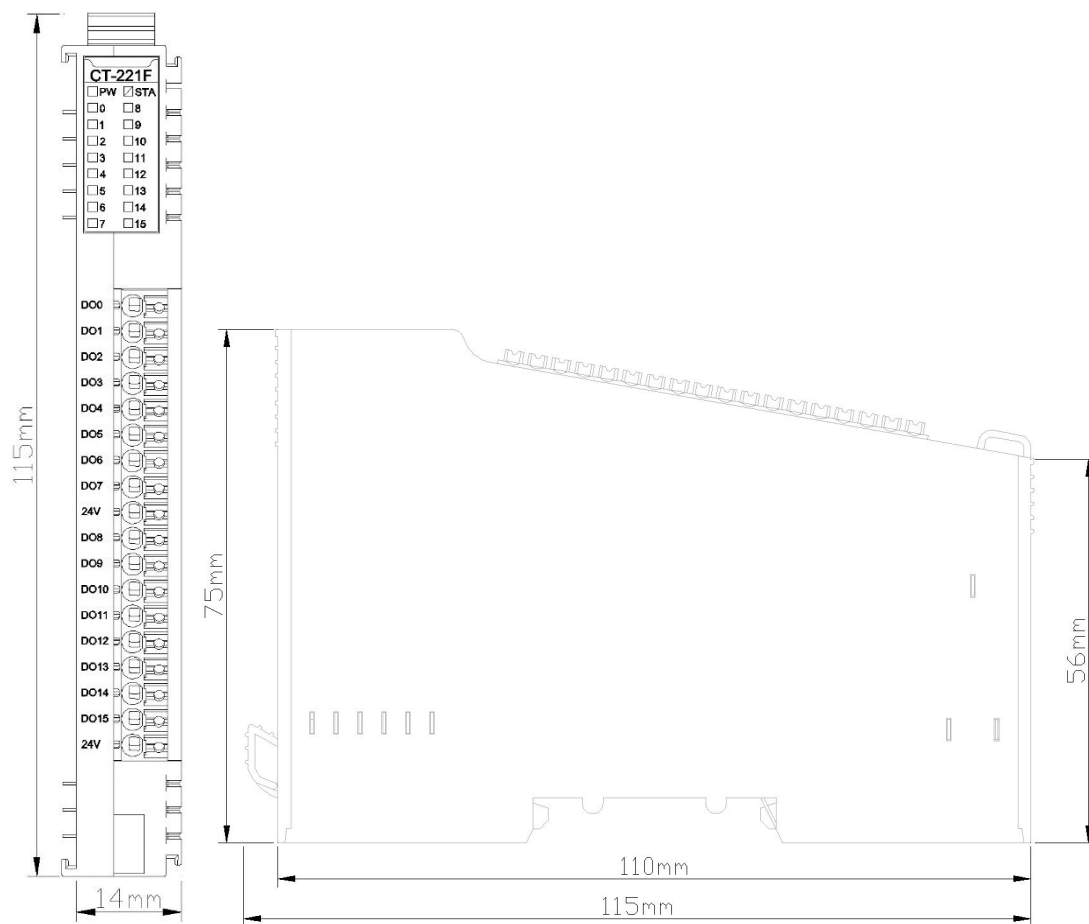 CT-221F
PW STA
0 8
1 9
2 10
3 11
4 12
5 13
6 14
7 15
DO0
DO1
DO2
DO3
DO4
DO5
DO6
DO7
24V
DO8
DO9
DO10
DO11
DO12
DO13
DO14
DO15
24V
115mm
14mm
75mm
56mm
110mm
115mm